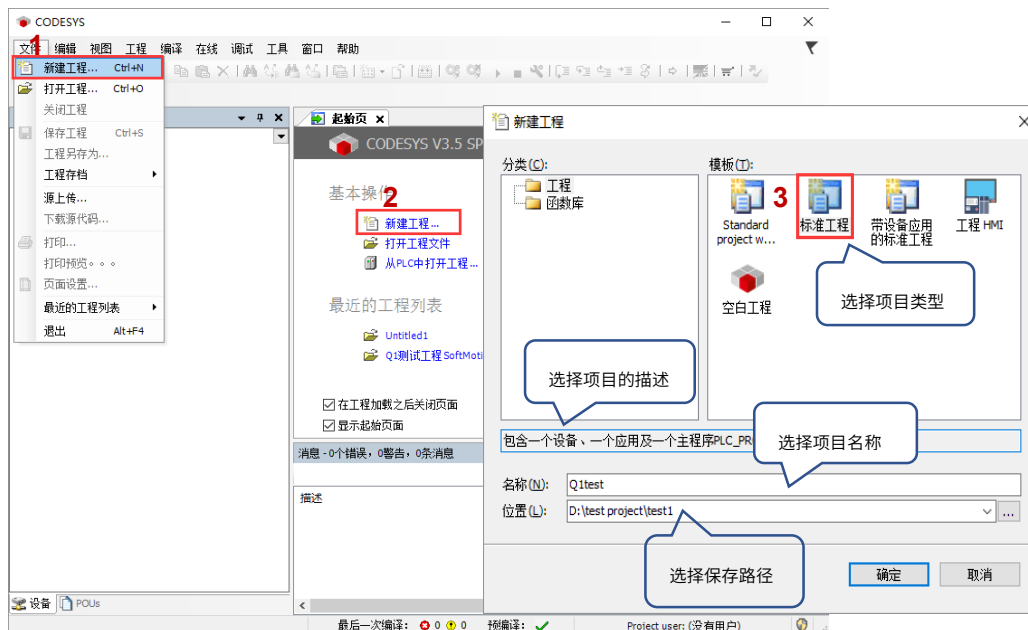 CODESYS
1
文件 编辑 视图 工程 编译 在线 调试 工具 窗口 帮助
新建工程... Ctrl+N
打开工程... Ctrl+O
关闭工程
保存工程 Ctrl+S
工程另存为...
工程存档
源上传...
下载源代码...
打印...
打印预览。。。
页面设置...
最近的工程列表
退出 Alt+F4
起始页
CODESYS V3.5 SP
基本操作
2
新建工程...
打开工程文件
从PLC中打开工程...
最近的工程列表
Untitled1
Q1测试工程SoftMoti
在工程加载之后关闭页面
显示起始页面
消息 - 0个错误，0警告，0条消息
描述
设备 POUs
最后一次编译： 0 0 预编译： Project user: (没有用户)
新建工程
分类(C):
工程
函数库
模板(T):
3
Standard
project w...
标准工程
带设备应用
的标准工程
工程 HMI
空白工程
选择项目类型
选择项目的描述
包含一个设备、一个应用及一个主程序PLC_PR
选择项目名称
名称(N): Q1test
位置(L): D:\test project\test1 ...
选择保存路径
确定 取消